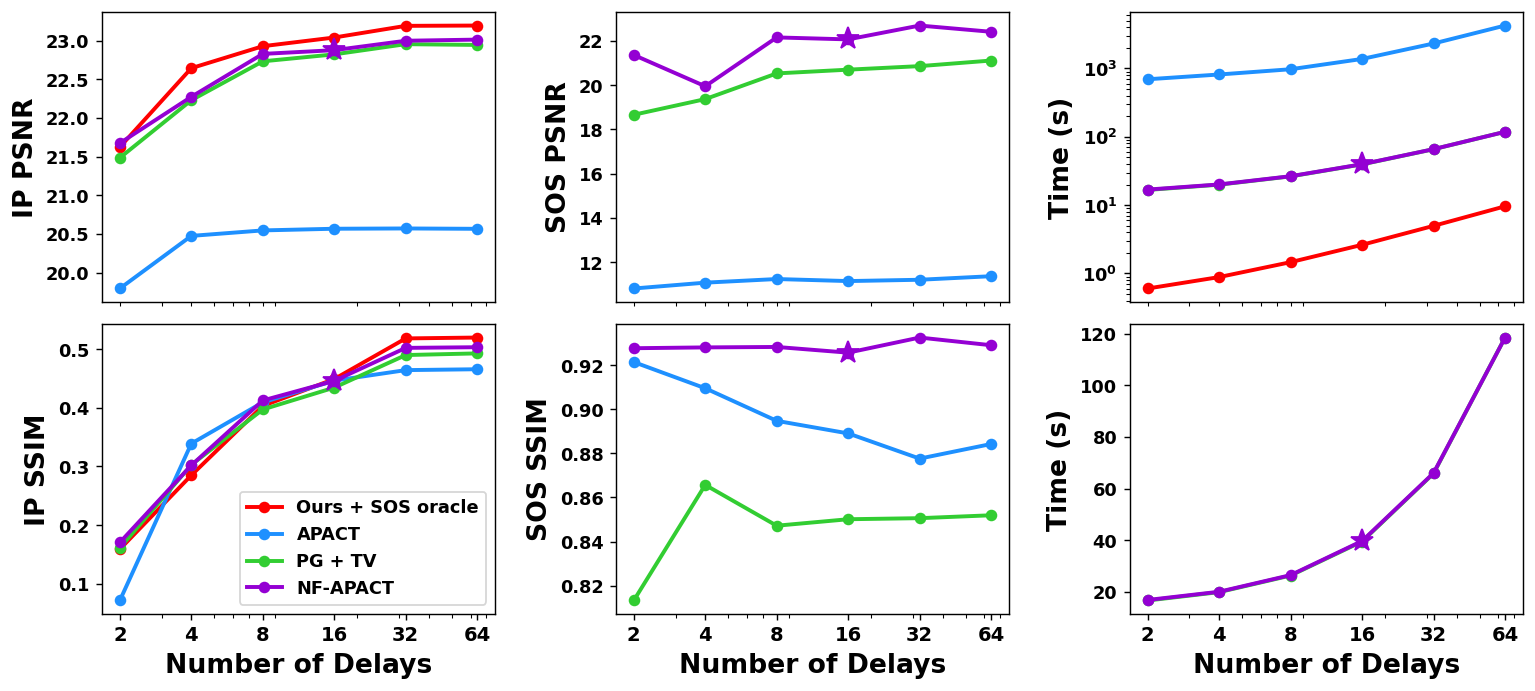 IP PSNR
23.0
22.5
22.0
21.5
21.0
20.5
20.0
SOS PSNR
22
20
18
16
14
12
Time (s)
10³
10²
10¹
10⁰
IP SSIM
0.5
0.4
0.3
0.2
0.1
Ours + SOS oracle
APACT
PG + TV
NF-APACT
2 4 8 16 32 64
Number of Delays
SOS SSIM
0.92
0.90
0.88
0.86
0.84
0.82
2 4 8 16 32 64
Number of Delays
Time (s)
120
100
80
60
40
20
2 4 8 16 32 64
Number of Delays